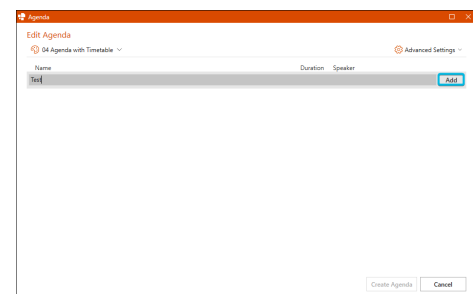 Agenda
Edit Agenda
04 Agenda with Timetable
Advanced Settings
Name Duration Speaker
Test Add
Create Agenda Cancel